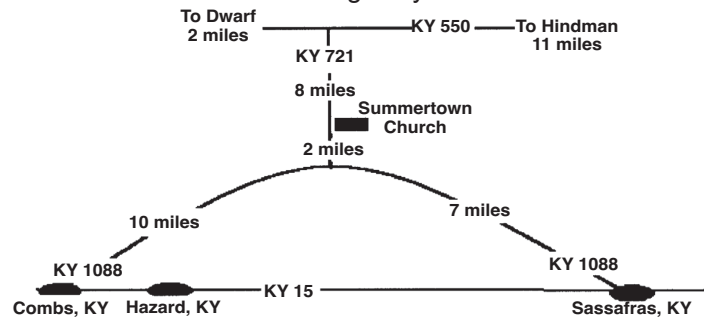 To Dwarf
2 miles
KY 550
To Hindman
11 miles
KY 721
8 miles
Summertown
Church
2 miles
10 miles
7 miles
KY 1088
KY 1088
KY 15
Combs, KY
Hazard, KY
Sassafras, KY